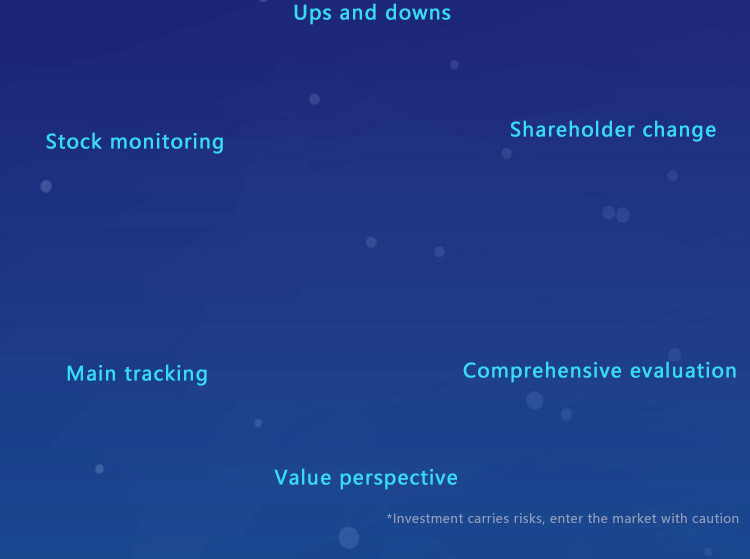 Ups and downs
Stock monitoring
Shareholder change
Main tracking
Comprehensive evaluation
Value perspective
*Investment carries risks, enter the market with caution